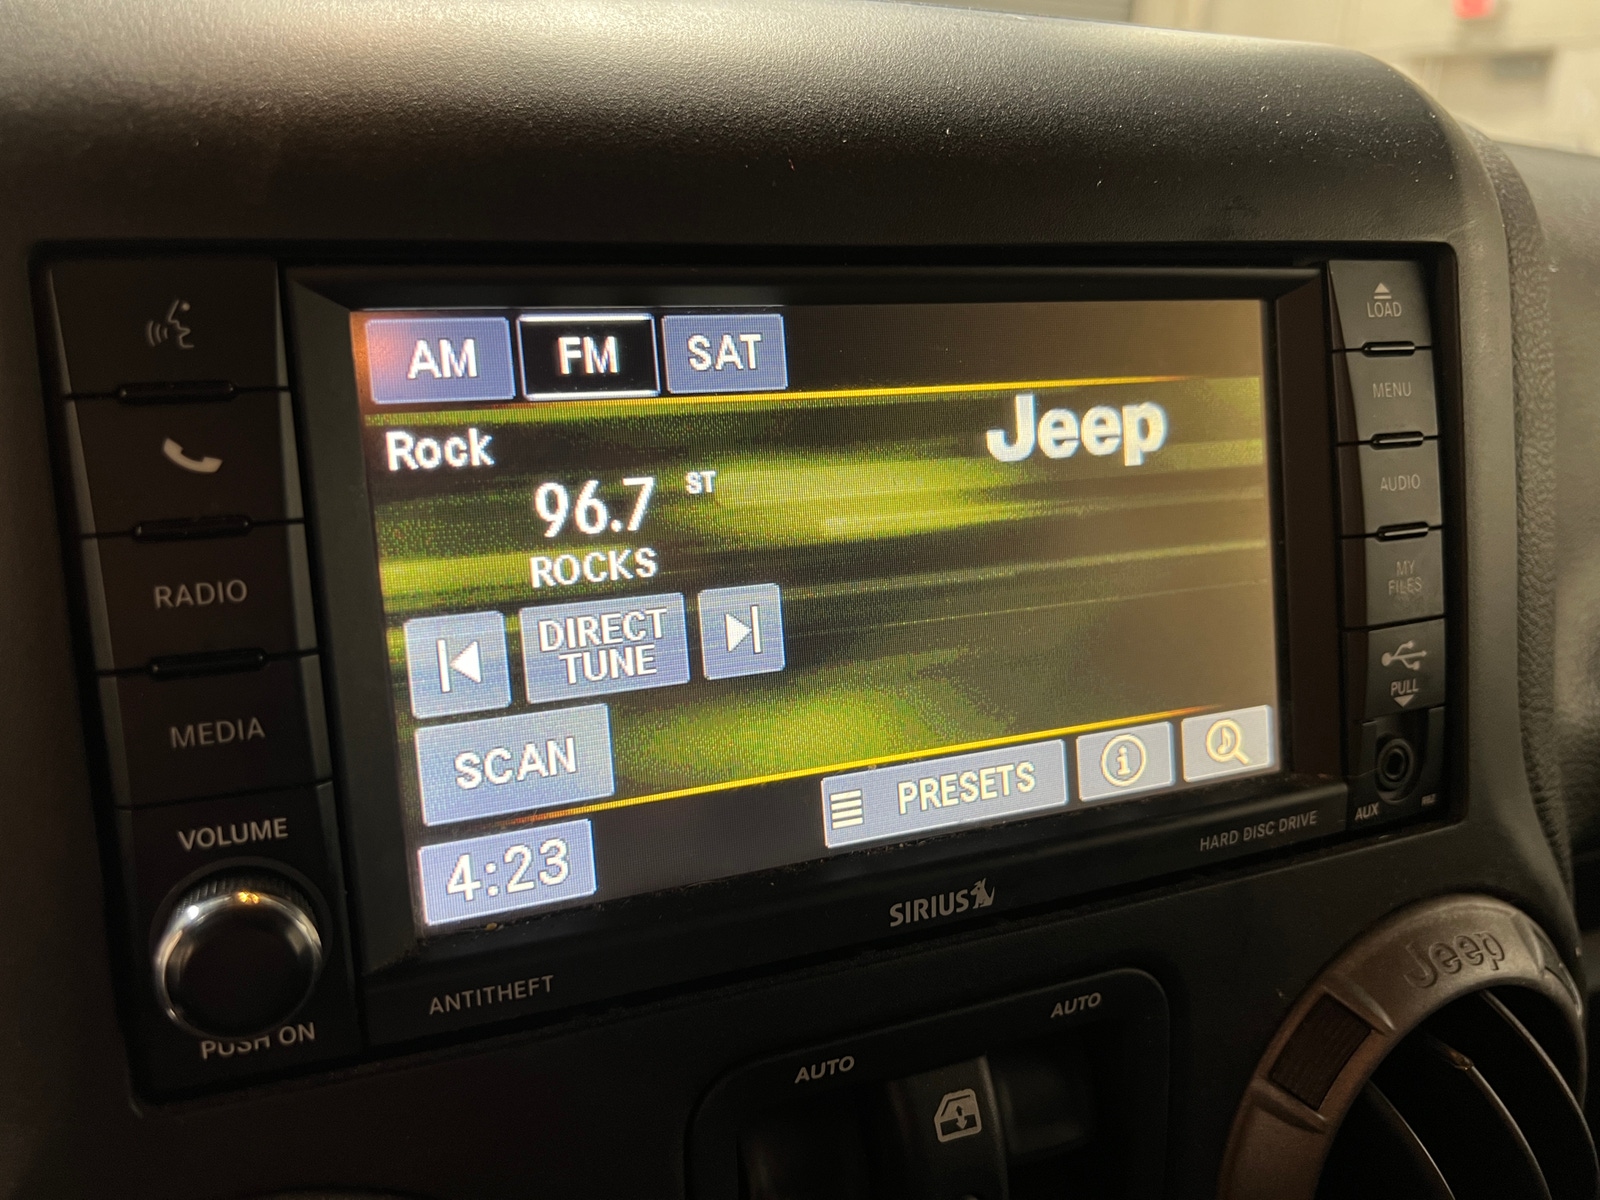 AM FM SAT
Rock
Jeep
96.7 ST
ROCKS
DIRECT
TUNE
SCAN
PRESETS
4:23
RADIO
MEDIA
VOLUME
PUSH ON
LOAD
MENU
AUDIO
MY
FILES
PULL
AUX
HARD DISC DRIVE
SIRIUS
ANTITHEFT
AUTO
AUTO
Jeep